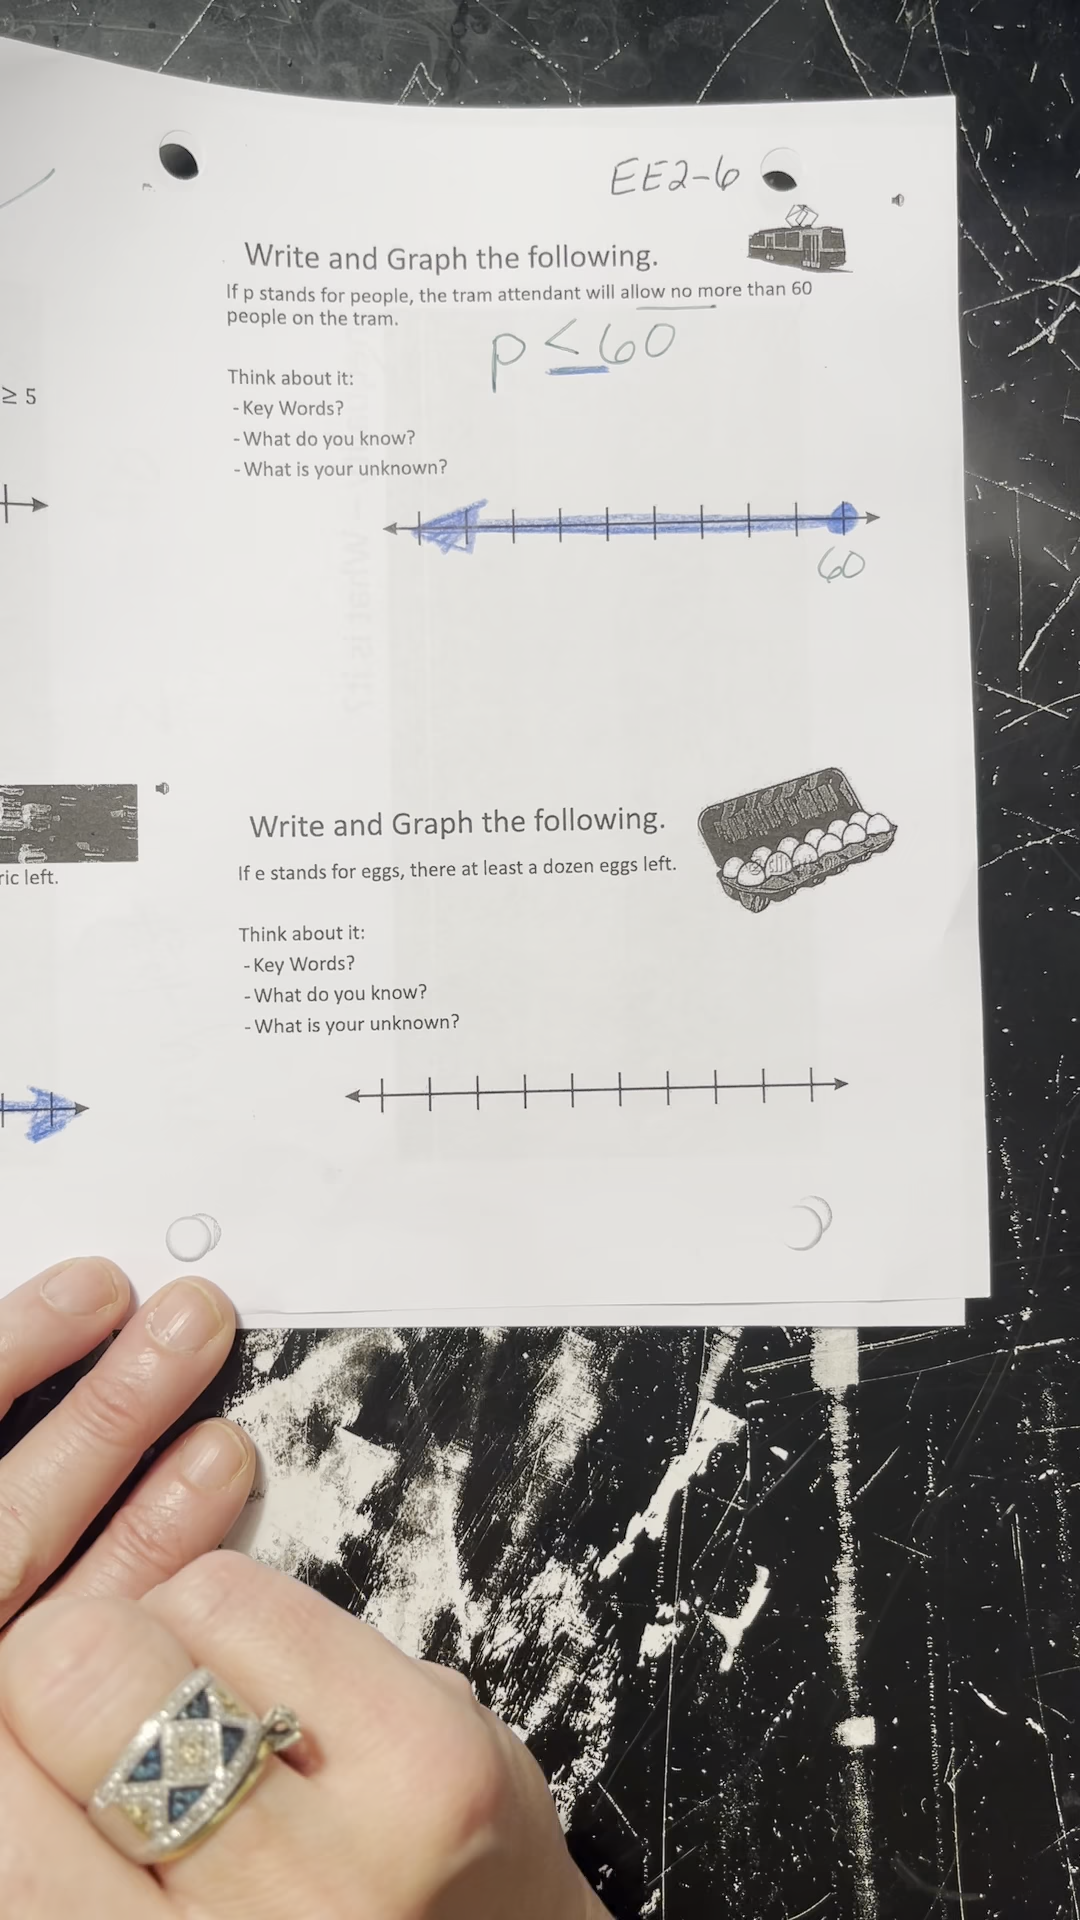 EE2-6
Write and Graph the following.
If p stands for people, the tram attendant will allow no more than 60
people on the tram.
p ≤ 60
Think about it:
- Key Words?
- What do you know?
- What is your unknown?
60
≥ 5
Write and Graph the following.
If e stands for eggs, there at least a dozen eggs left.
Think about it:
- Key Words?
- What do you know?
- What is your unknown?
left.